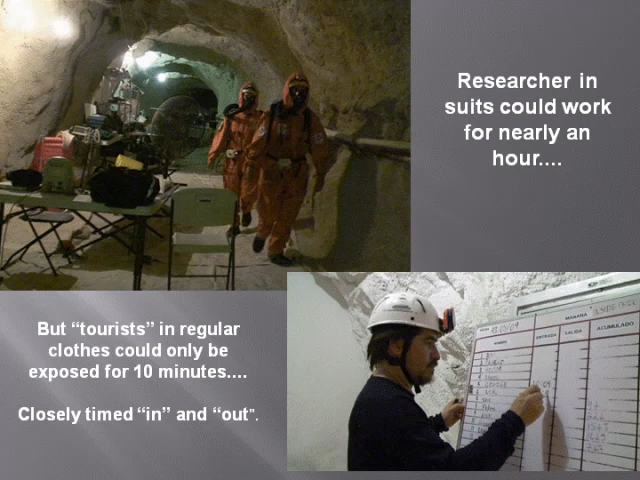 Researcher in
suits could work
for nearly an
hour....
But “tourists” in regular
clothes could only be
exposed for 10 minutes....
Closely timed “in” and “out”.
MAÑANA
NOMBRE ENTRADA SALIDA ACUMULADO